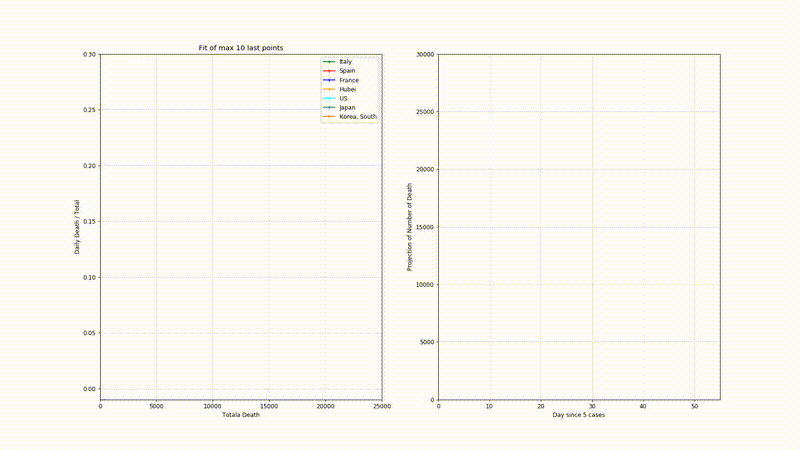 Fit of max 10 last points
0.30
0.25
0.20
0.15
0.10
0.05
0.00
Daily Death / Total
0 5000 10000 15000 20000 25000
Totala Death
Italy
Spain
France
Hubei
US
Japan
Korea, South
30000
25000
20000
15000
10000
5000
0
Projection of Number of Death
0 10 20 30 40 50
Day since 5 cases